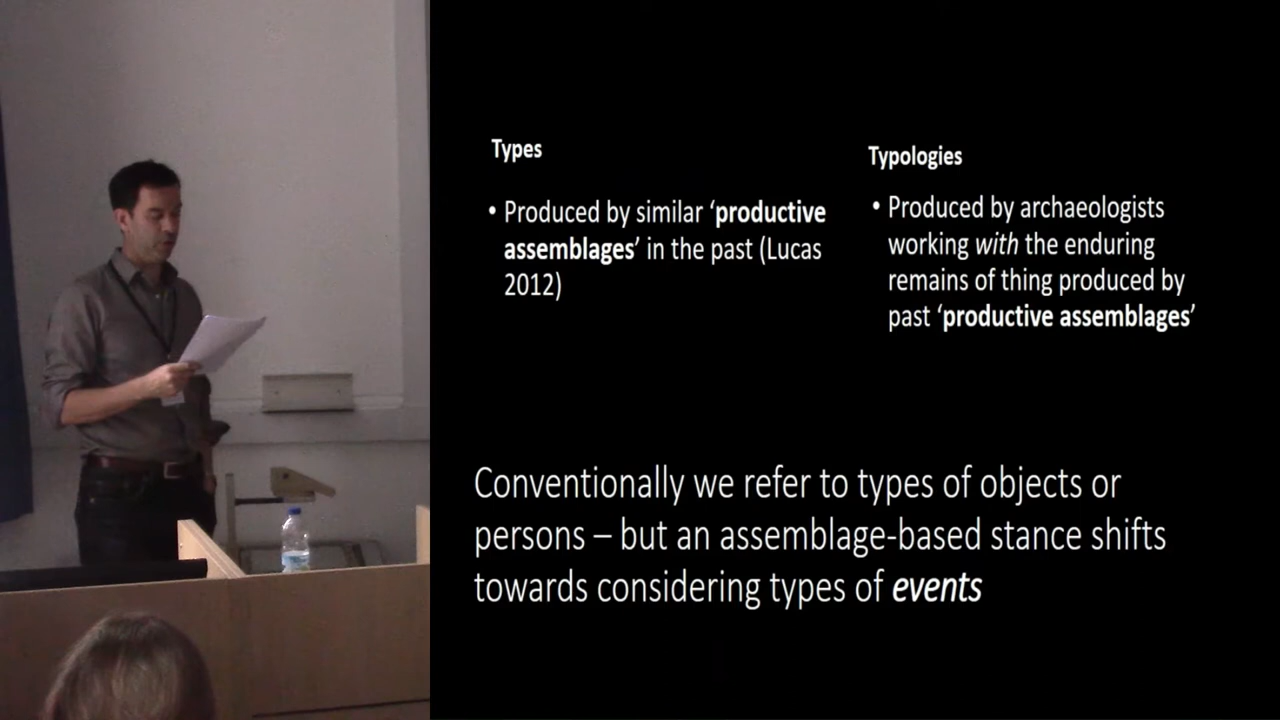 Types
• Produced by similar ‘productive
assemblages’ in the past (Lucas
2012)
Typologies
• Produced by archaeologists
working with the enduring
remains of thing produced by
past ‘productive assemblages’
Conventionally we refer to types of objects or
persons – but an assemblage-based stance shifts
towards considering types of events